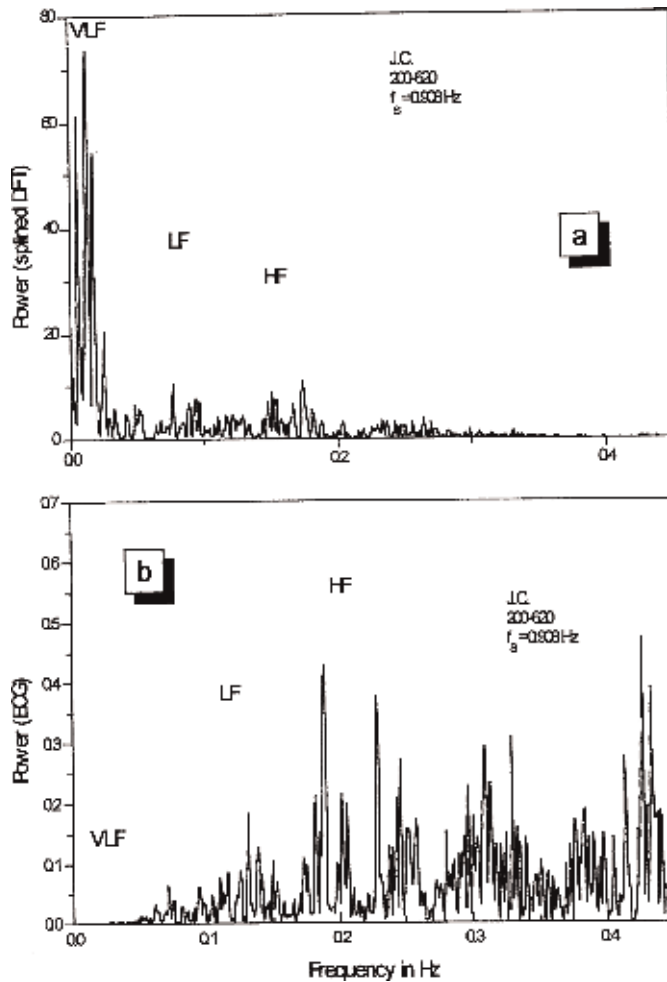 80
VLF
J.C.
200-620
f =0.908 Hz
s
60
Power (splined DFT)
LF
a
40
HF
20
0
0.0
0.2
0.4
0.7
b
0.6
HF
J.C.
200-620
f =0.908 Hz
s
0.5
Power (ECG)
LF
0.4
0.3
0.2
VLF
0.1
0.0
0.0
0.1
0.2
0.3
0.4
Frequency in Hz